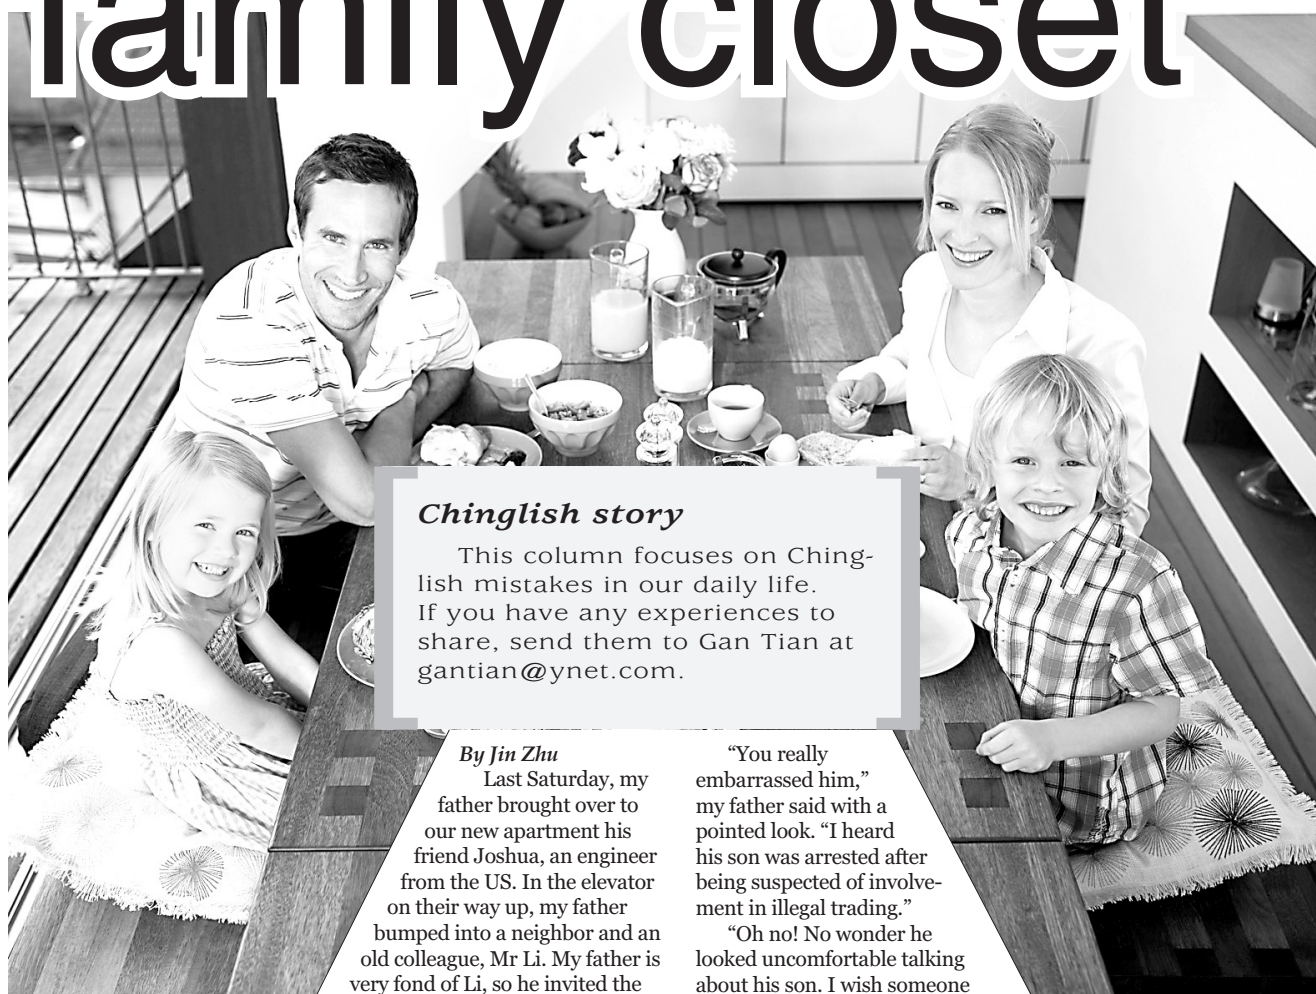 family closet
Chinglish story
This column focuses on Ching-
lish mistakes in our daily life.
If you have any experiences to
share, send them to Gan Tian at
gantian@ynet.com.
By Jin Zhu
Last Saturday, my
father brought over to
our new apartment his
friend Joshua, an engineer
from the US. In the elevator
on their way up, my father
bumped into a neighbor and an
old colleague, Mr Li. My father is
very fond of Li, so he invited the
“You really
embarrassed him,”
my father said with a
pointed look. “I heard
his son was arrested after
being suspected of involve-
ment in illegal trading.”
“Oh no! No wonder he
looked uncomfortable talking
about his son. I wish someone